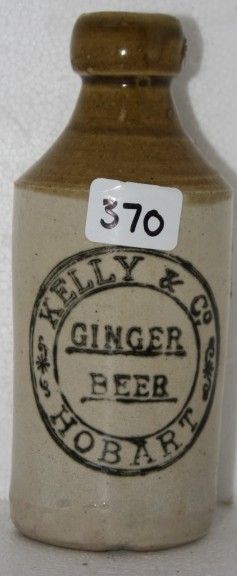 370
KELLY & Co
GINGER
BEER
HOBART